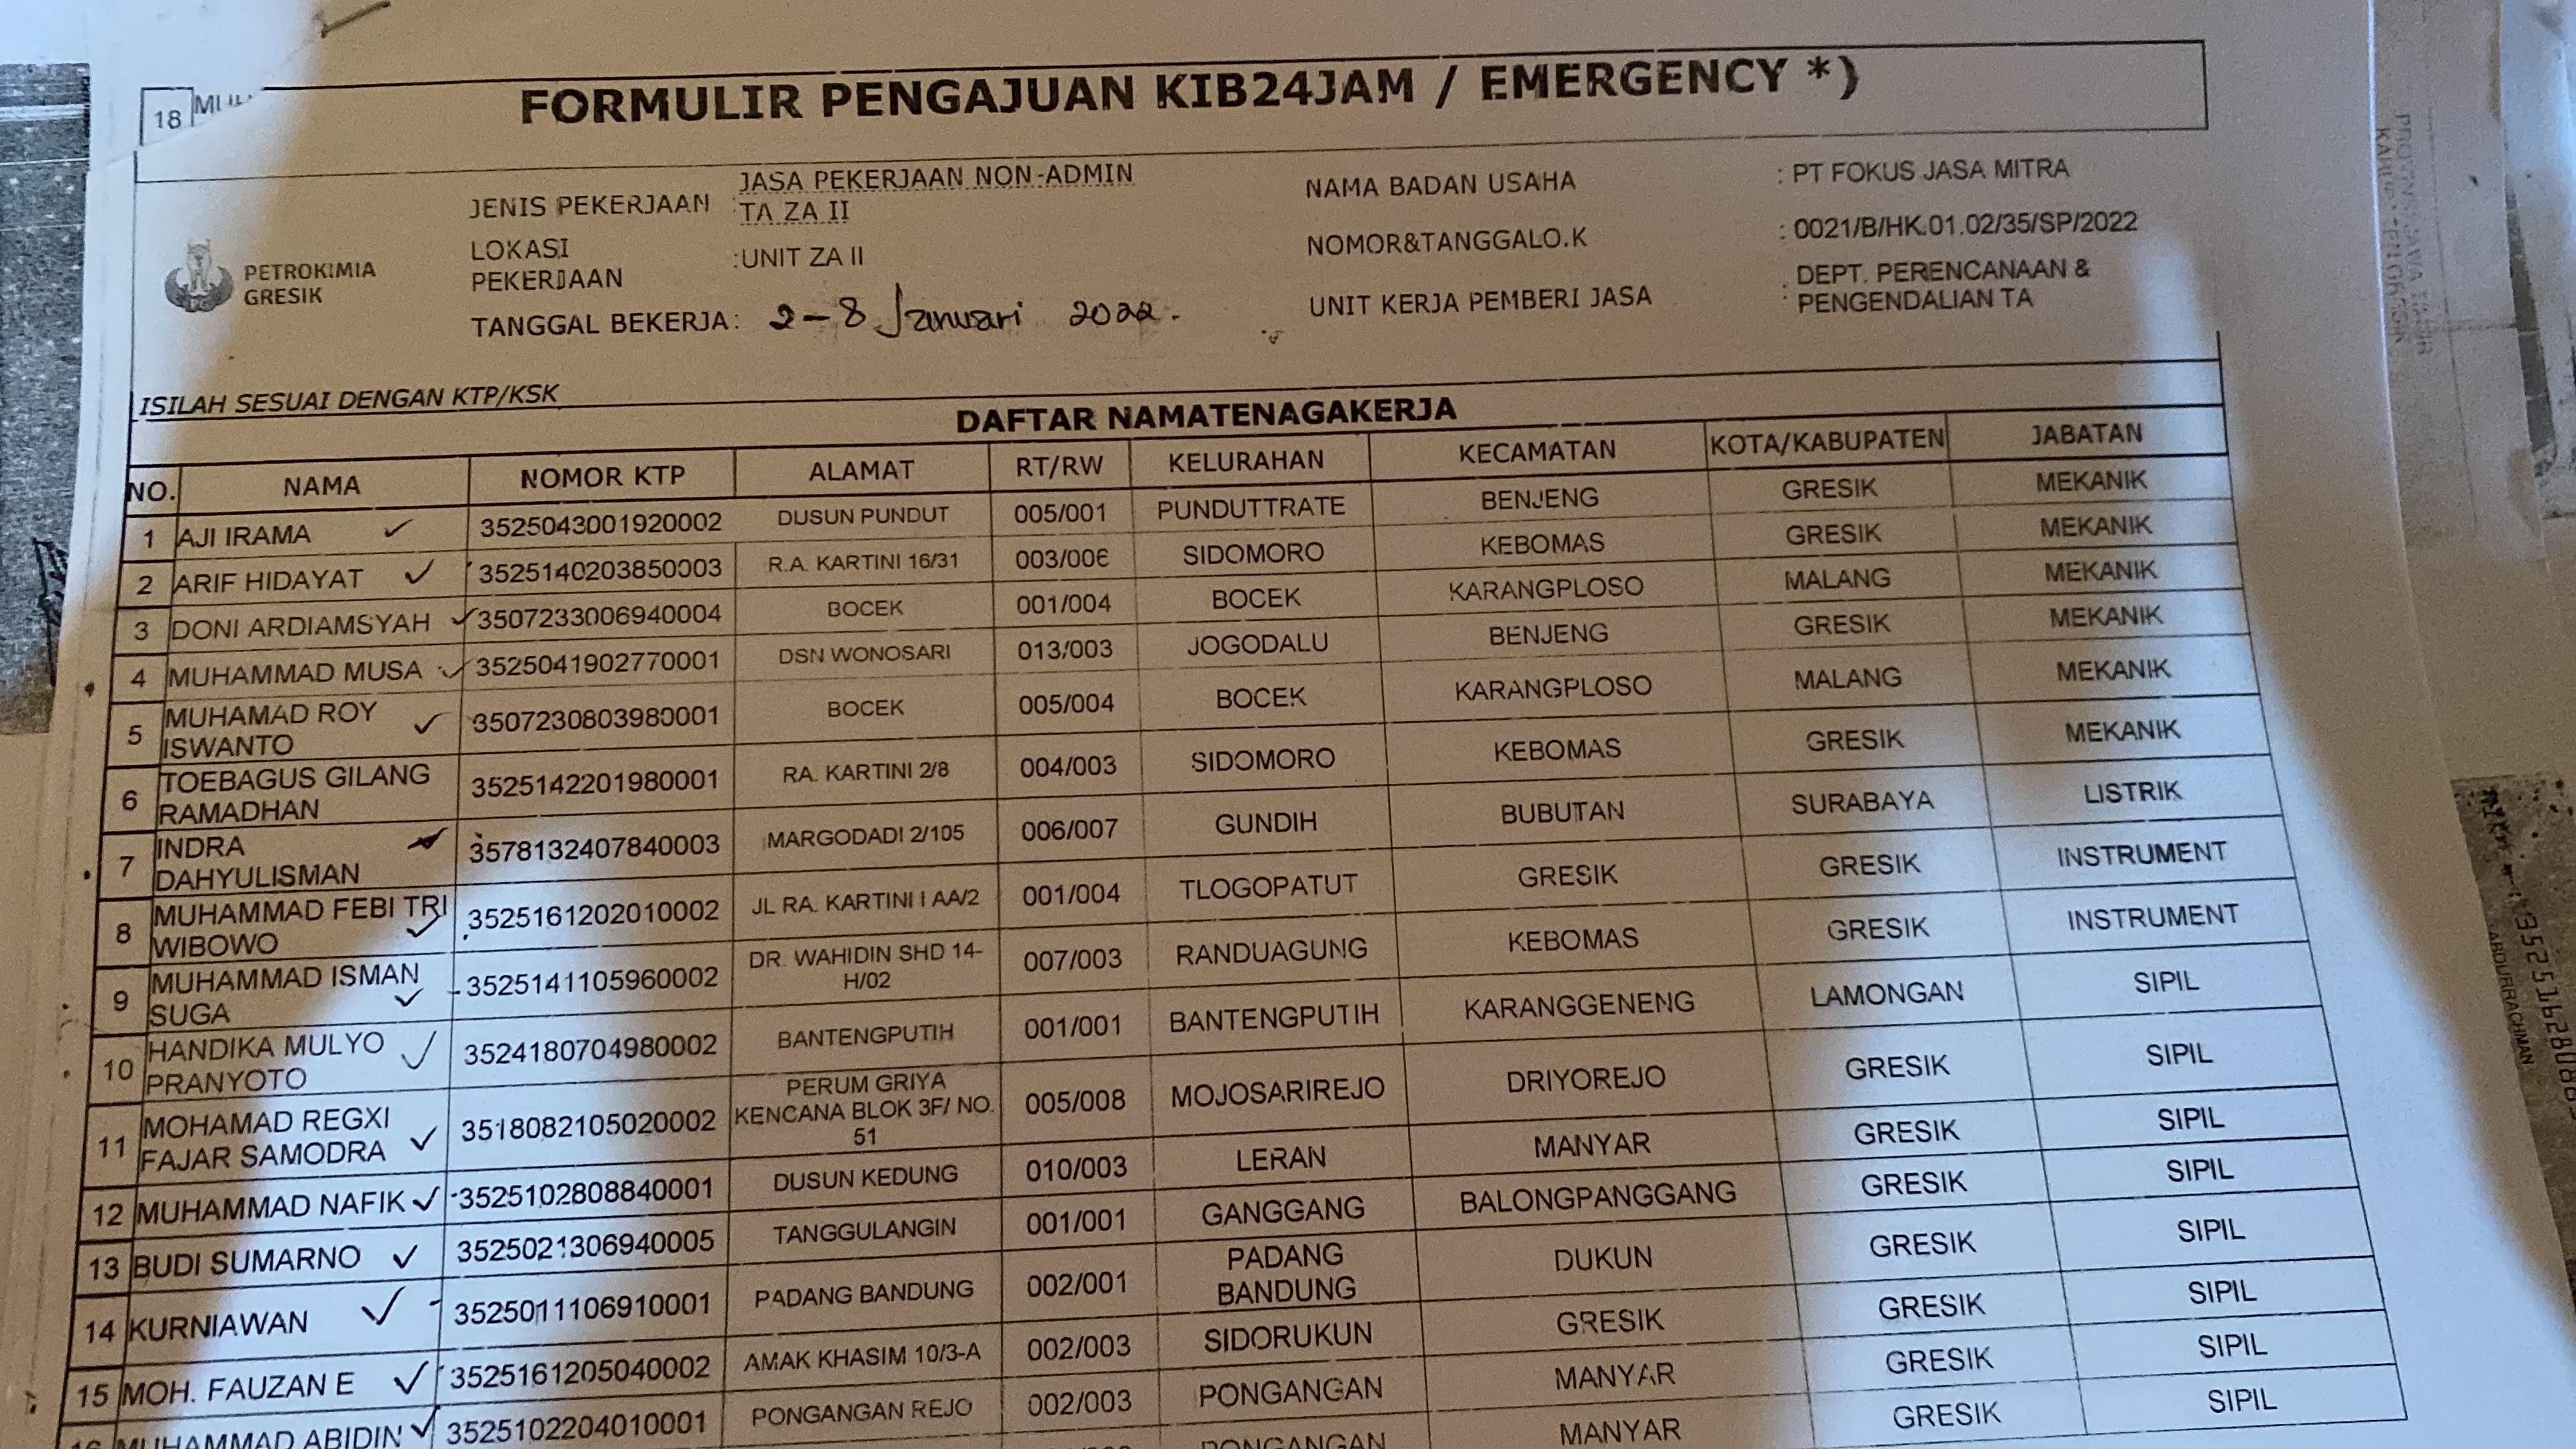 18
FORMULIR PENGAJUAN KIB24JAM / EMERGENCY *)
PETROKIMIA
GRESIK
JENIS PEKERJAAN : JASA PEKERJAAN NON-ADMIN
TA ZA II
LOKASI
PEKERJAAN :UNIT ZA II
TANGGAL BEKERJA: 2-8 Januari 2022.
NAMA BADAN USAHA : PT FOKUS JASA MITRA
NOMOR&TANGGALO.K : 0021/B/HK.01.02/35/SP/2022
UNIT KERJA PEMBERI JASA : DEPT. PERENCANAAN &
PENGENDALIAN TA
ISILAH SESUAI DENGAN KTP/KSK
DAFTAR NAMATENAGAKERJA
NO. NAMA NOMOR KTP ALAMAT RT/RW KELURAHAN KECAMATAN KOTA/KABUPATEN JABATAN
1 AJI IRAMA 3525043001920002 DUSUN PUNDUT 005/001 PUNDUTTRATE BENJENG GRESIK MEKANIK
2 ARIF HIDAYAT 3525140203850003 R.A. KARTINI 16/31 003/006 SIDOMORO KEBOMAS GRESIK MEKANIK
3 DONI ARDIAMSYAH 3507233006940004 BOCEK 001/004 BOCEK KARANGPLOSO MALANG MEKANIK
4 MUHAMMAD MUSA 3525041902770001 DSN WONOSARI 013/003 JOGODALU BENJENG GRESIK MEKANIK
5 MUHAMAD ROY ISWANTO 3507230803980001 BOCEK 005/004 BOCEK KARANGPLOSO MALANG MEKANIK
6 TOEBAGUS GILANG RAMADHAN 3525142201980001 RA. KARTINI 2/8 004/003 SIDOMORO KEBOMAS GRESIK MEKANIK
7 INDRA DAHYULISMAN 3578132407840003 MARGODADI 2/105 006/007 GUNDIH BUBUTAN SURABAYA LISTRIK
8 MUHAMMAD FEBI TRI WIBOWO 3525161202010002 JL RA. KARTINI I AA/2 001/004 TLOGOPATUT GRESIK GRESIK INSTRUMENT
9 MUHAMMAD ISMAN SUGA 3525141105960002 DR. WAHIDIN SHD 14-H/02 007/003 RANDUAGUNG KEBOMAS GRESIK INSTRUMENT
10 HANDIKA MULYO PRANYOTO 3524180704980002 BANTENGPUTIH 001/001 BANTENGPUTIH KARANGGENENG LAMONGAN SIPIL
11 MOHAMAD REGXI FAJAR SAMODRA 3518082105020002 PERUM GRIYA KENCANA BLOK 3F/ NO. 51 005/008 MOJOSARIREJO DRIYOREJO GRESIK SIPIL
12 MUHAMMAD NAFIK 3525102808840001 DUSUN KEDUNG 010/003 LERAN MANYAR GRESIK SIPIL
13 BUDI SUMARNO 3525021306940005 TANGGULANGIN 001/001 GANGGANG BALONGPANGGANG GRESIK SIPIL
14 KURNIAWAN 3525011106910001 PADANG BANDUNG 002/001 PADANG BANDUNG DUKUN GRESIK SIPIL
15 MOH. FAUZAN E 3525161205040002 AMAK KHASIM 10/3-A 002/003 SIDORUKUN GRESIK GRESIK SIPIL
16 MUHAMMAD ABIDIN 3525102204010001 PONGANGAN REJO 002/003 PONGANGAN MANYAR GRESIK SIPIL
PONGANGAN MANYAR GRESIK SIPIL
ABDURRACHMAN